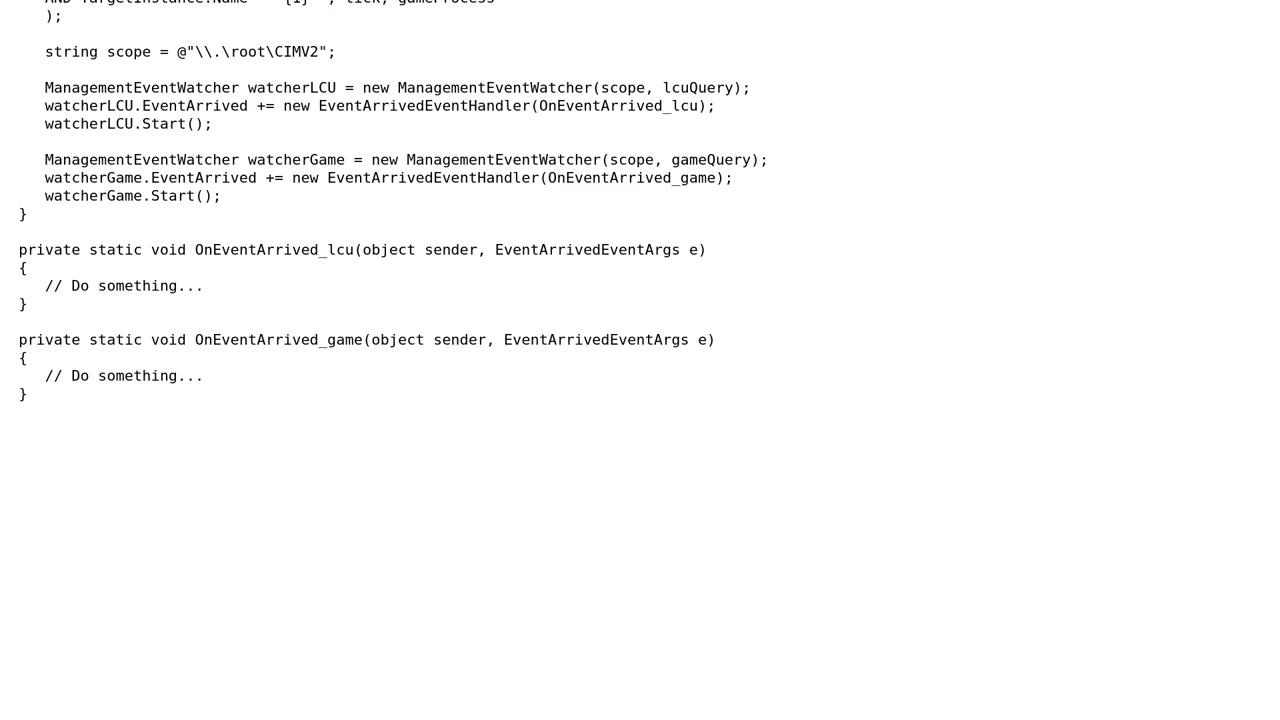 );
string scope = @"\\.\root\CIMV2";
ManagementEventWatcher watcherLCU = new ManagementEventWatcher(scope, lcuQuery);
watcherLCU.EventArrived += new EventArrivedEventHandler(OnEventArrived_lcu);
watcherLCU.Start();
ManagementEventWatcher watcherGame = new ManagementEventWatcher(scope, gameQuery);
watcherGame.EventArrived += new EventArrivedEventHandler(OnEventArrived_game);
watcherGame.Start();
}
private static void OnEventArrived_lcu(object sender, EventArrivedEventArgs e)
{
// Do something...
}
private static void OnEventArrived_game(object sender, EventArrivedEventArgs e)
{
// Do something...
}